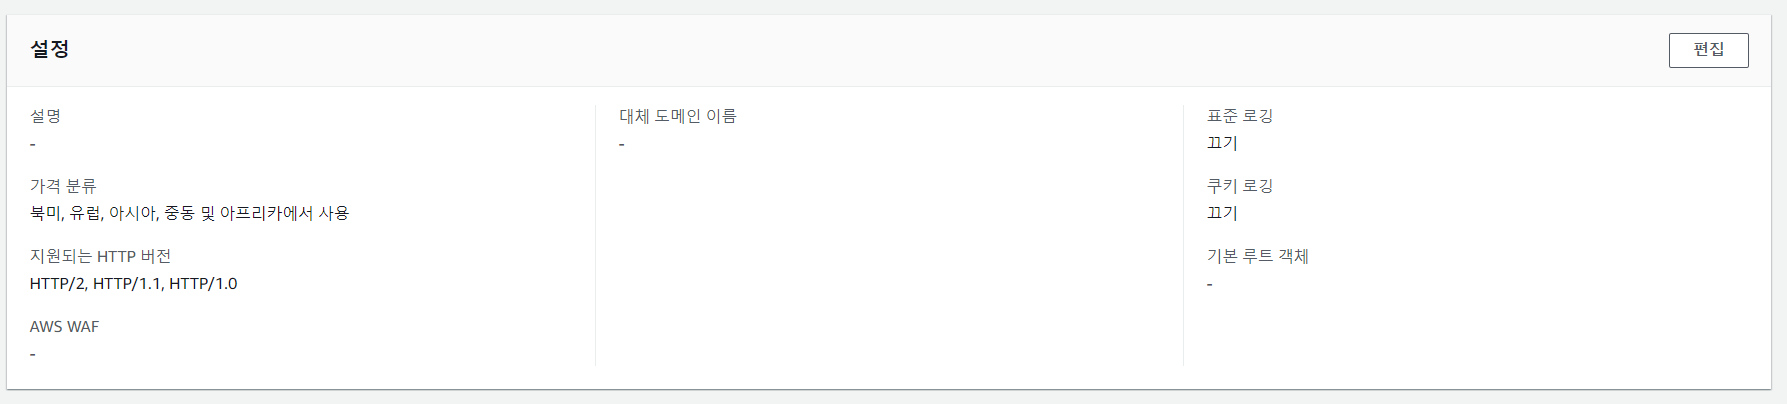 설정
편집
설명
-
가격 분류
북미, 유럽, 아시아, 중동 및 아프리카에서 사용
지원되는 HTTP 버전
HTTP/2, HTTP/1.1, HTTP/1.0
AWS WAF
-
대체 도메인 이름
-
표준 로깅
끄기
쿠키 로깅
끄기
기본 루트 객체
-